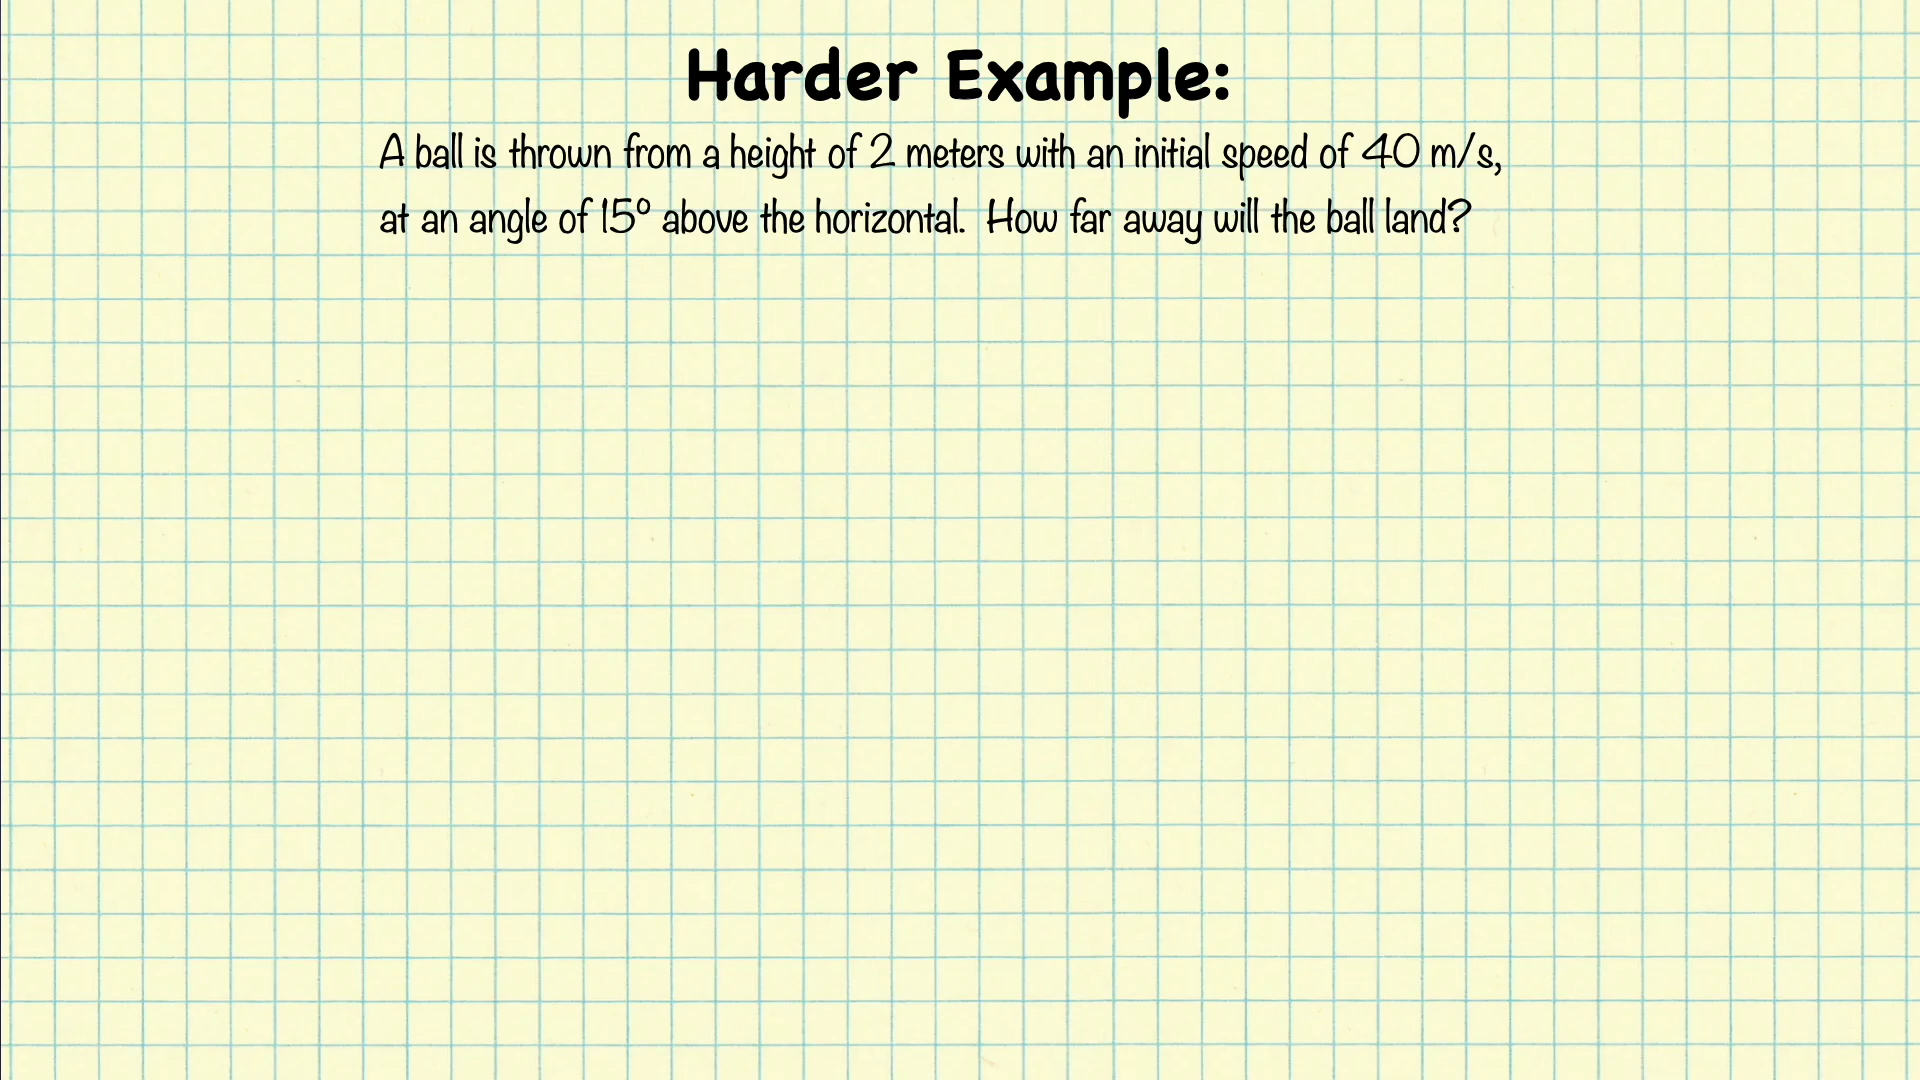 Harder Example:
A ball is thrown from a height of 2 meters with an initial speed of 40 m/s,
at an angle of 15º above the horizontal.  How far away will the ball land?